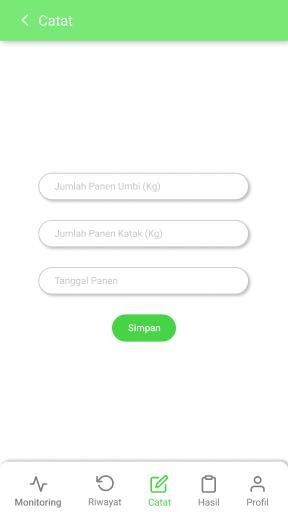 Catat
Jumlah Panen Umbi (Kg)
Jumlah Panen Katak (Kg)
Tanggal Panen
Simpan
Monitoring Riwayat Catat Hasil Profil